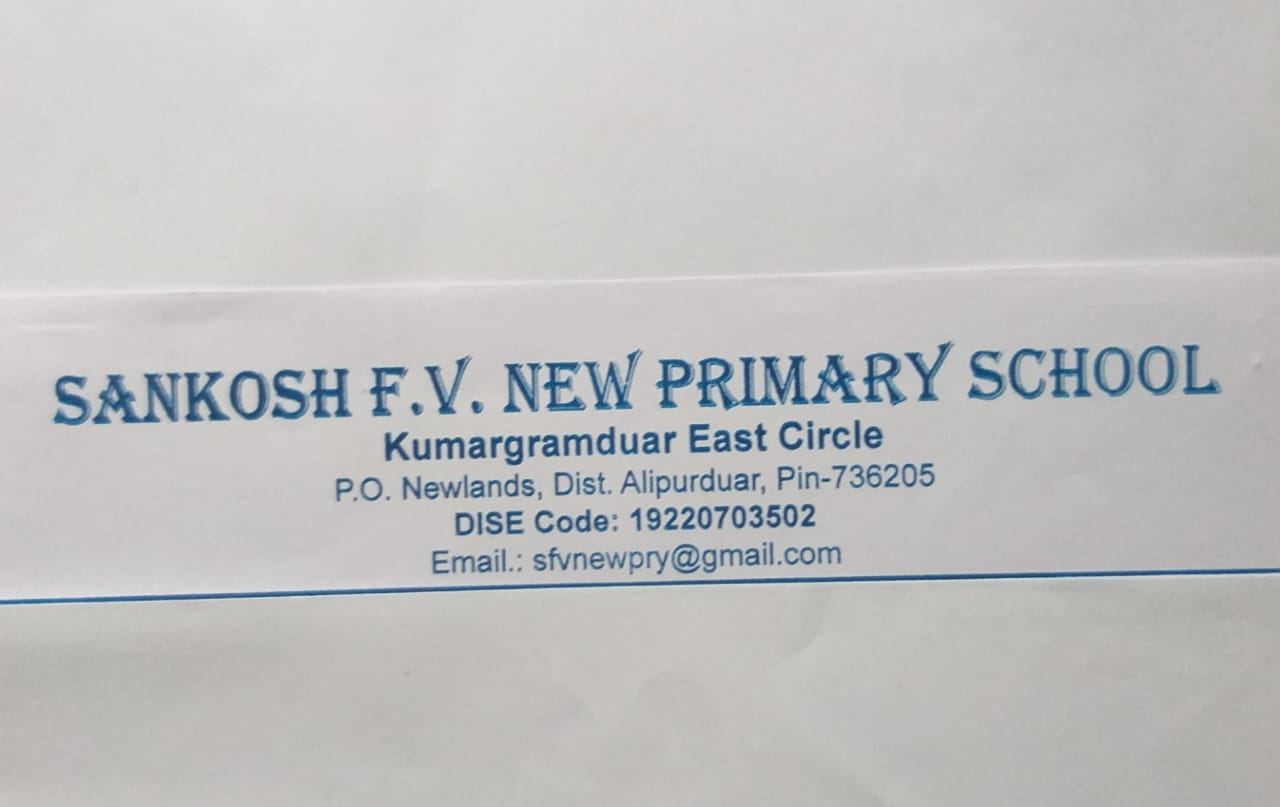 SANKOSH F.V. NEW PRIMARY SCHOOL
Kumargramduar East Circle
P.O. Newlands, Dist. Alipurduar, Pin-736205
DISE Code: 19220703502
Email.: sfvnewpry@gmail.com